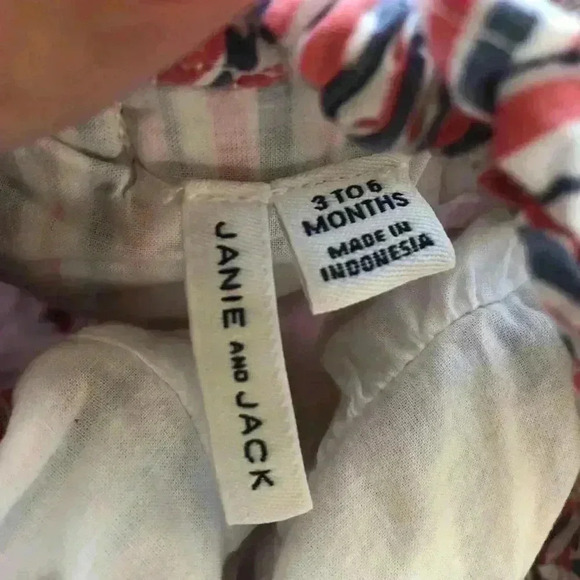 JANIE AND JACK
3 TO 6
MONTHS
MADE IN
INDONESIA